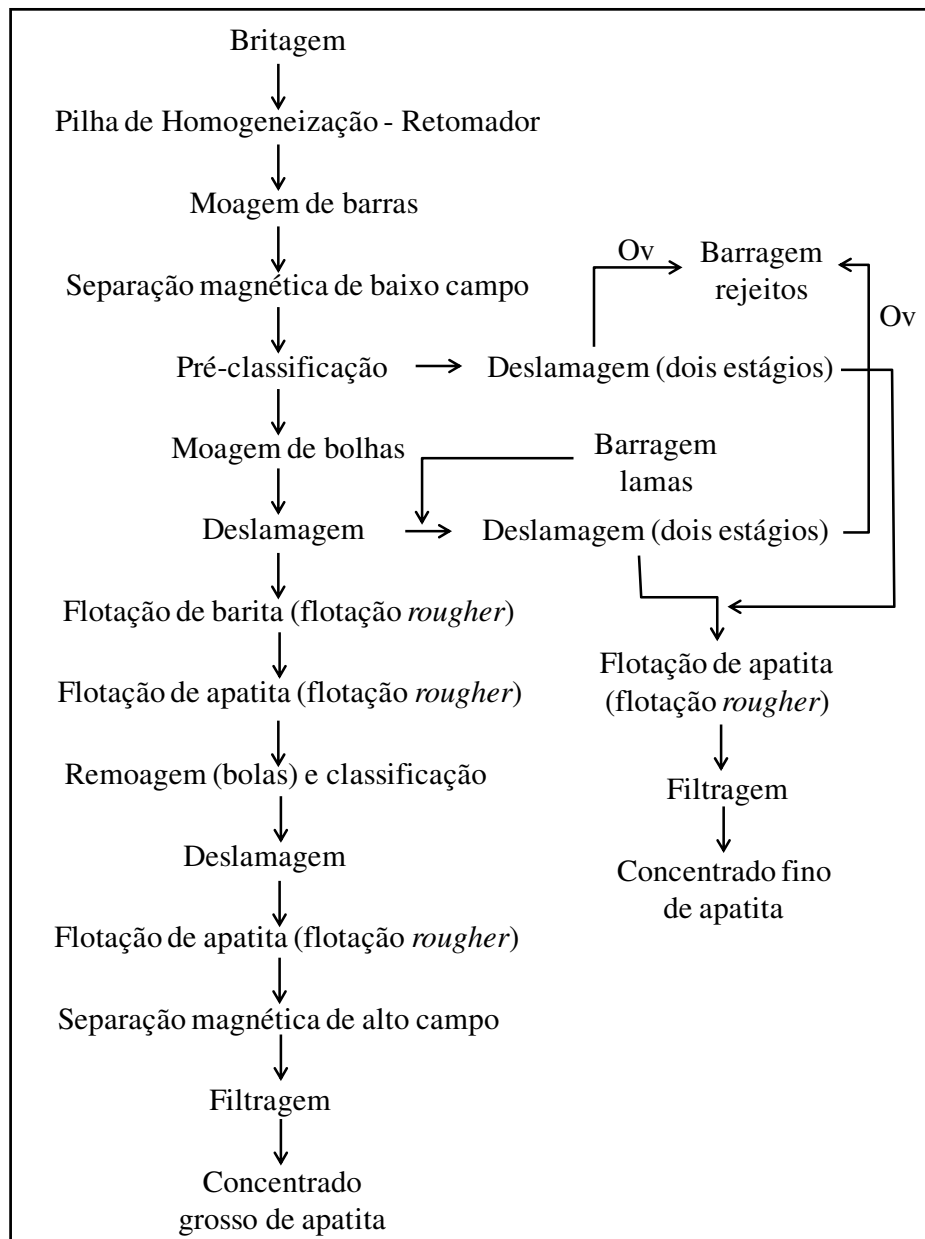 Britagem
Pilha de Homogeneização - Retomador
Moagem de barras
Separação magnética de baixo campo
Ov
Barragem
rejeitos
Ov
Pré-classificação
Deslamagem (dois estágios)
Moagem de bolhas
Barragem
lamas
Deslamagem
Deslamagem (dois estágios)
Flotação de barita (flotação rougher)
Flotação de apatita (flotação rougher)
Remoagem (bolas) e classificação
Deslamagem
Flotação de apatita (flotação rougher)
Separação magnética de alto campo
Filtragem
Concentrado
grosso de apatita
Flotação de apatita
(flotação rougher)
Filtragem
Concentrado fino
de apatita